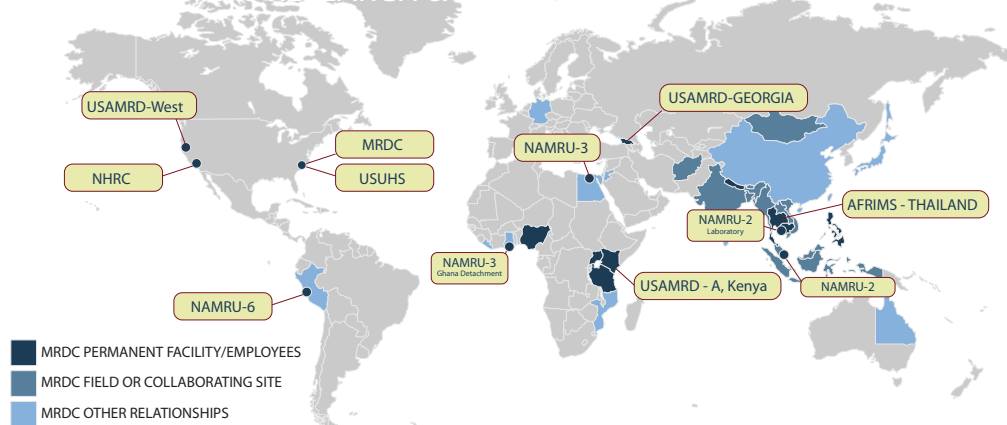 USAMRD-West
MRDC
NHRC
USUHS
USAMRD-GEORGIA
NAMRU-3
AFRIMS - THAILAND
NAMRU-2
Laboratory
NAMRU-3
Ghana Detachment
USAMRD - A, Kenya
NAMRU-2
NAMRU-6
MRDC PERMANENT FACILITY/EMPLOYEES
MRDC FIELD OR COLLABORATING SITE
MRDC OTHER RELATIONSHIPS